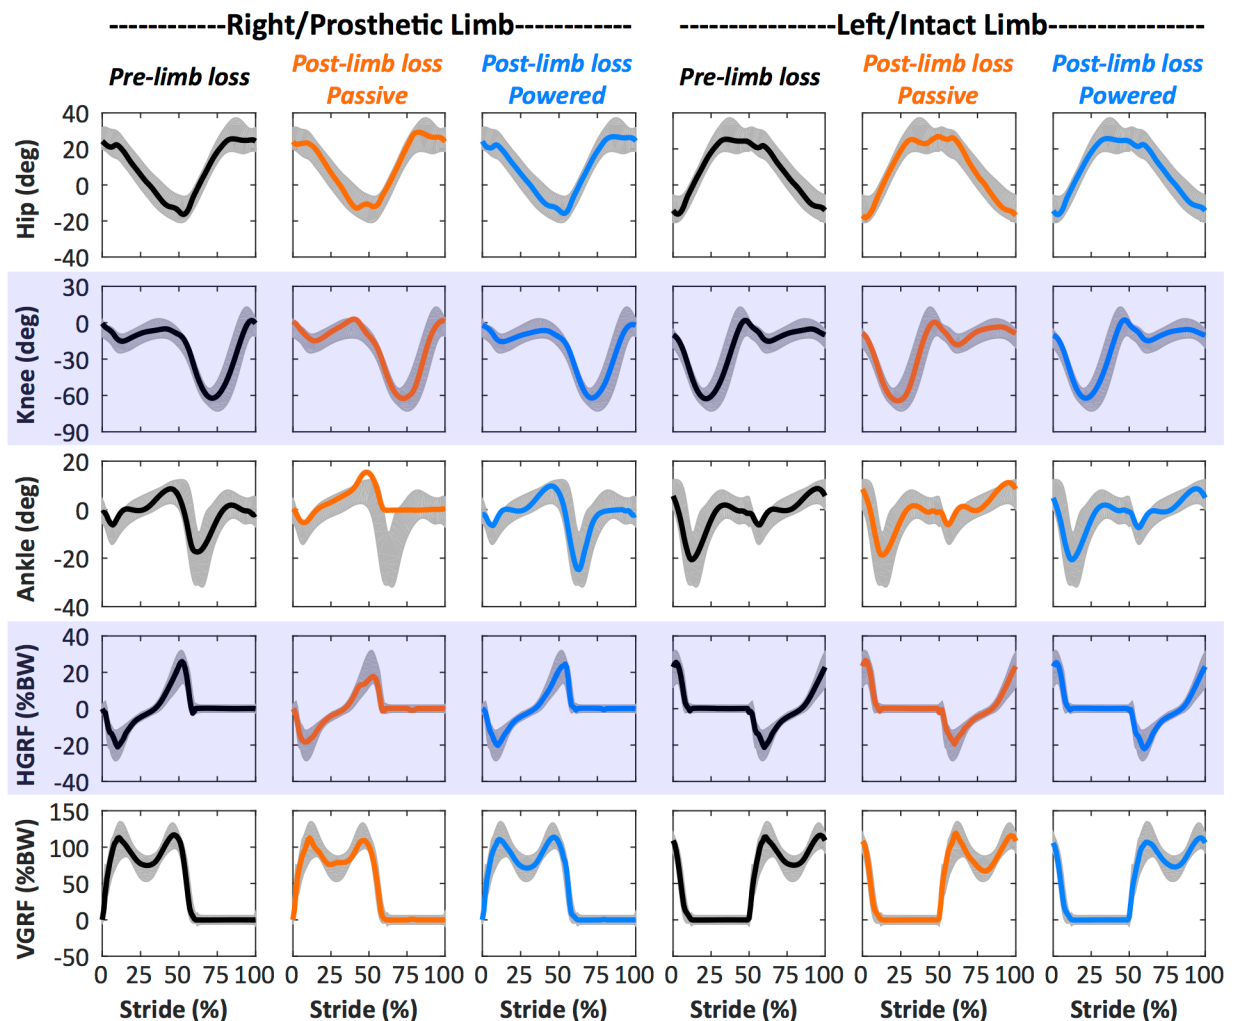 ------------Right/Prosthetic Limb------------ ----------------Left/Intact Limb----------------
Pre-limb loss Post-limb loss Post-limb loss Pre-limb loss Post-limb loss Post-limb loss
Passive Powered Passive Powered
Hip (deg)
40
20
0
-20
-40
Knee (deg)
30
0
-30
-60
-90
Ankle (deg)
20
0
-20
-40
HGRF (%BW)
40
20
0
-20
-40
VGRF (%BW)
150
100
50
0
-50
0 25 50 75 100 0 25 50 75 100 0 25 50 75 100 0 25 50 75 100 0 25 50 75 100 0 25 50 75 100
Stride (%) Stride (%) Stride (%) Stride (%) Stride (%) Stride (%)